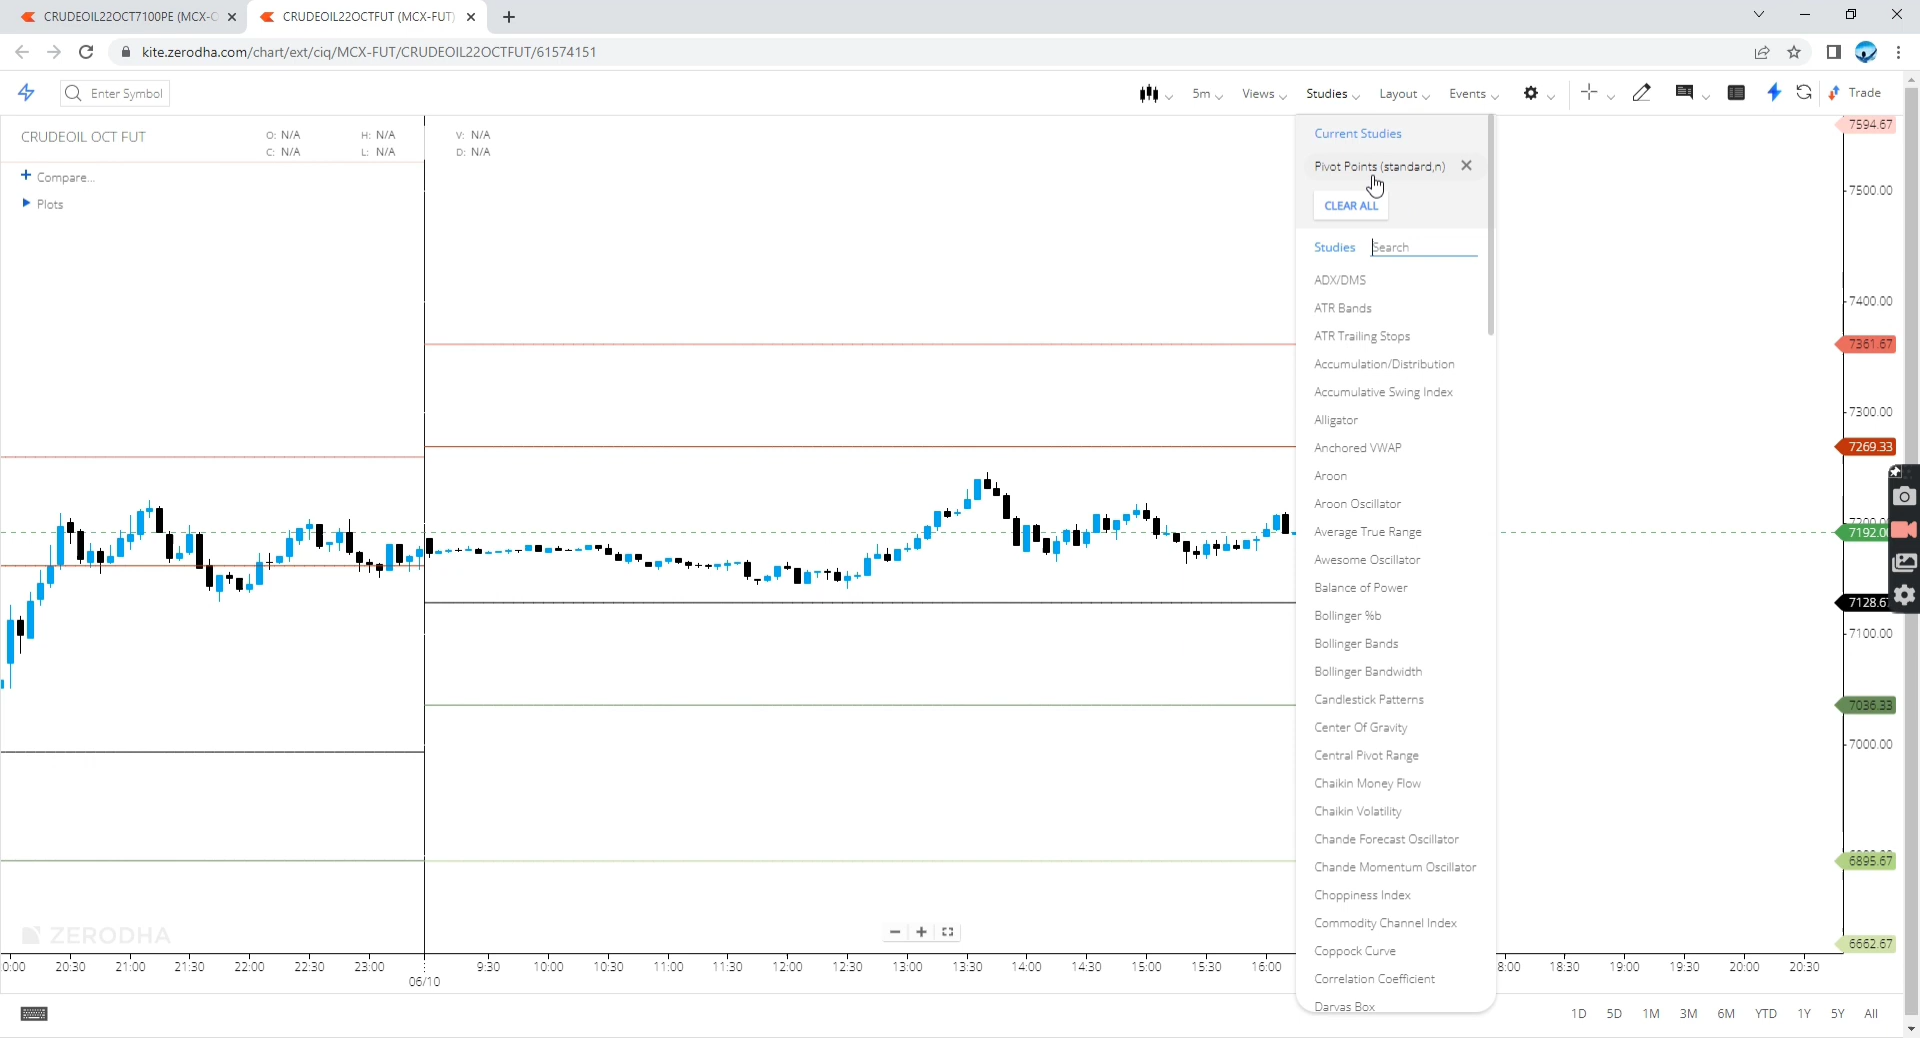 CRUDEOIL22OCT7100PE (MCX-O
CRUDEOIL22OCTFUT (MCX-FUT)
kite.zerodha.com/chart/ext/ciq/MCX-FUT/CRUDEOIL22OCTFUT/61574151
Enter Symbol
5m
Views
Studies
Layout
Events
Trade
CRUDEOIL OCT FUT
O: N/A
H: N/A
V: N/A
C: N/A
L: N/A
D: N/A
Compare...
Plots
Current Studies
Pivot Points (standard,n)
CLEAR ALL
Studies
Search
ADX/DMS
ATR Bands
ATR Trailing Stops
Accumulation/Distribution
Accumulative Swing Index
Alligator
Anchored VWAP
Aroon
Aroon Oscillator
Average True Range
Awesome Oscillator
Balance of Power
Bollinger %b
Bollinger Bands
Bollinger Bandwidth
Candlestick Patterns
Center Of Gravity
Central Pivot Range
Chaikin Money Flow
Chaikin Volatility
Chande Forecast Oscillator
Chande Momentum Oscillator
Choppiness Index
Commodity Channel Index
Coppock Curve
Correlation Coefficient
Darvas Box
7594.67
7500.00
7400.00
7361.67
7300.00
7269.33
7192.00
7128.67
7100.00
7036.33
7000.00
6895.67
6662.67
ZERODHA
0:00 20:30 21:00 21:30 22:00 22:30 23:00 9:30 10:00 10:30 11:00 11:30 12:00 12:30 13:00 13:30 14:00 14:30 15:00 15:30 16:00 8:00 18:30 19:00 19:30 20:00 20:30
06/10
1D 5D 1M 3M 6M YTD 1Y 5Y All